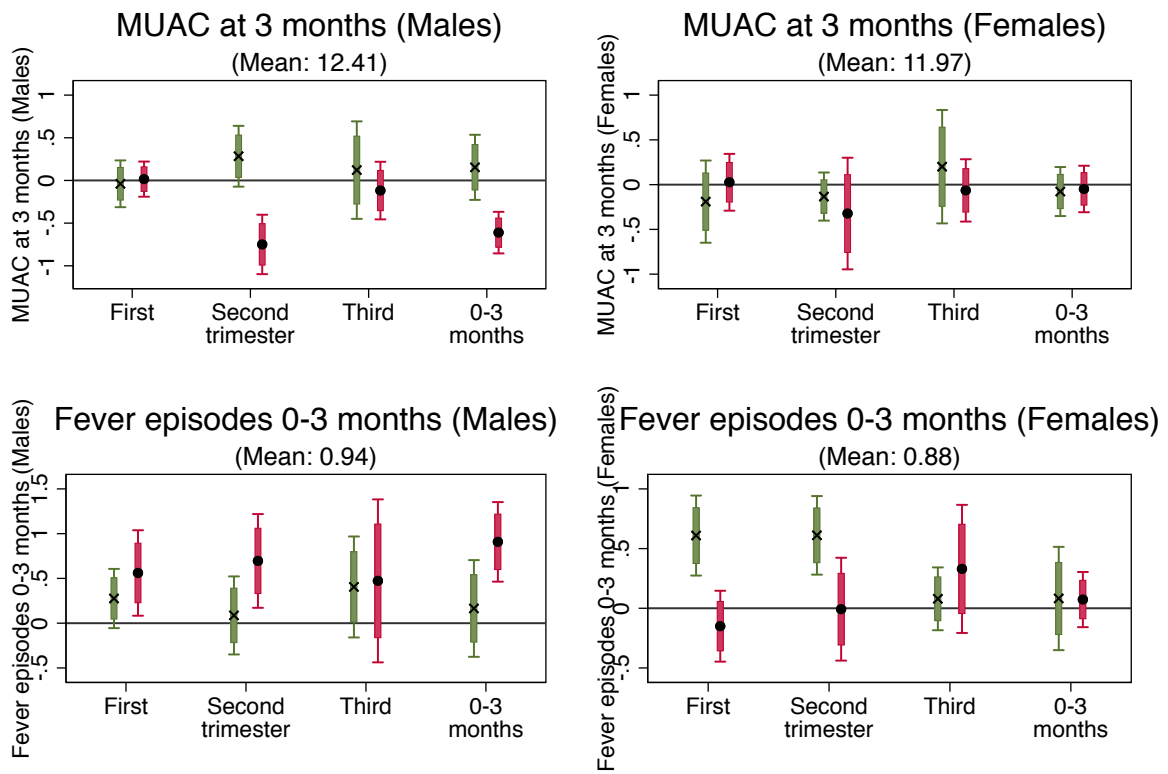 MUAC at 3 months (Males)
(Mean: 12.41)
MUAC at 3 months (Males)
1
.5
0
-.5
-1
First
Second
trimester
Third
0-3
months
MUAC at 3 months (Females)
(Mean: 11.97)
MUAC at 3 months (Females)
1
.5
0
-.5
-1
First
Second
trimester
Third
0-3
months
Fever episodes 0-3 months (Males)
(Mean: 0.94)
Fever episodes 0-3 months (Males)
1.5
1
.5
0
-.5
First
Second
trimester
Third
0-3
months
Fever episodes 0-3 months (Females)
(Mean: 0.88)
Fever episodes 0-3 months (Females)
1
.5
0
-.5
First
Second
trimester
Third
0-3
months